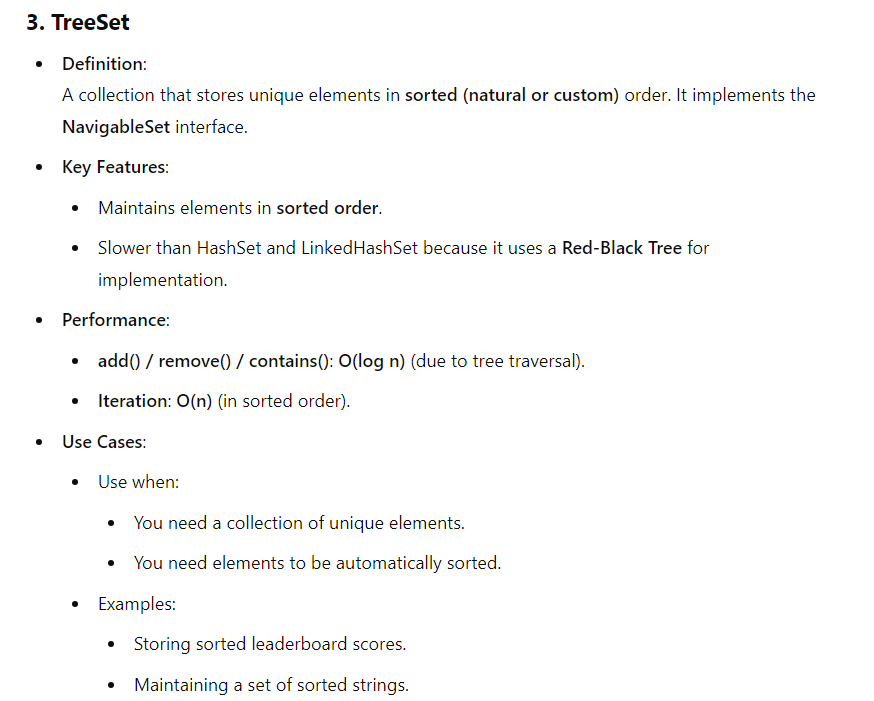 3. TreeSet
• Definition:
A collection that stores unique elements in sorted (natural or custom) order. It implements the
NavigableSet interface.
• Key Features:
• Maintains elements in sorted order.
• Slower than HashSet and LinkedHashSet because it uses a Red-Black Tree for
implementation.
• Performance:
• add() / remove() / contains(): O(log n) (due to tree traversal).
• Iteration: O(n) (in sorted order).
• Use Cases:
• Use when:
• You need a collection of unique elements.
• You need elements to be automatically sorted.
• Examples:
• Storing sorted leaderboard scores.
• Maintaining a set of sorted strings.